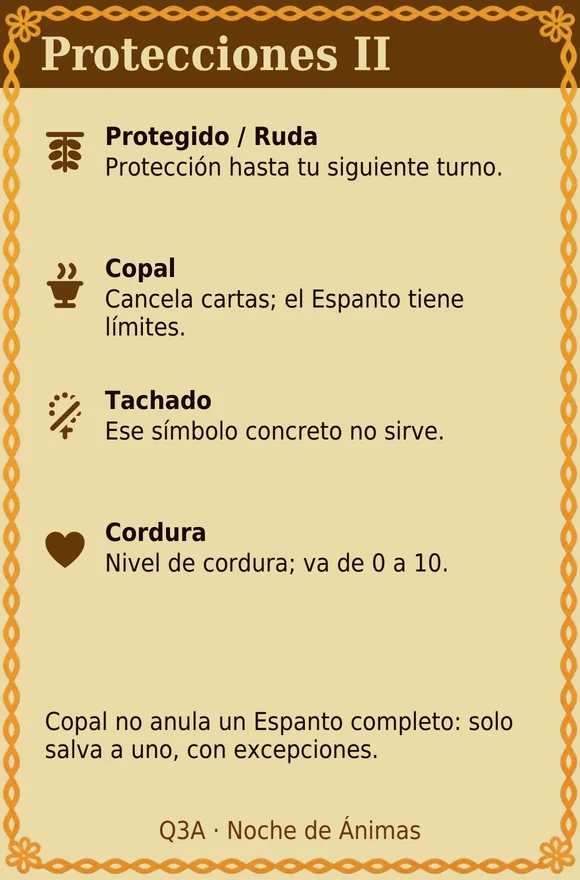 Protecciones II
Protegido / Ruda
Protección hasta tu siguiente turno.
Copal
Cancela cartas; el Espanto tiene
límites.
Tachado
Ese símbolo concreto no sirve.
Cordura
Nivel de cordura; va de 0 a 10.
Copal no anula un Espanto completo: solo
salva a uno, con excepciones.
Q3A · Noche de Ánimas